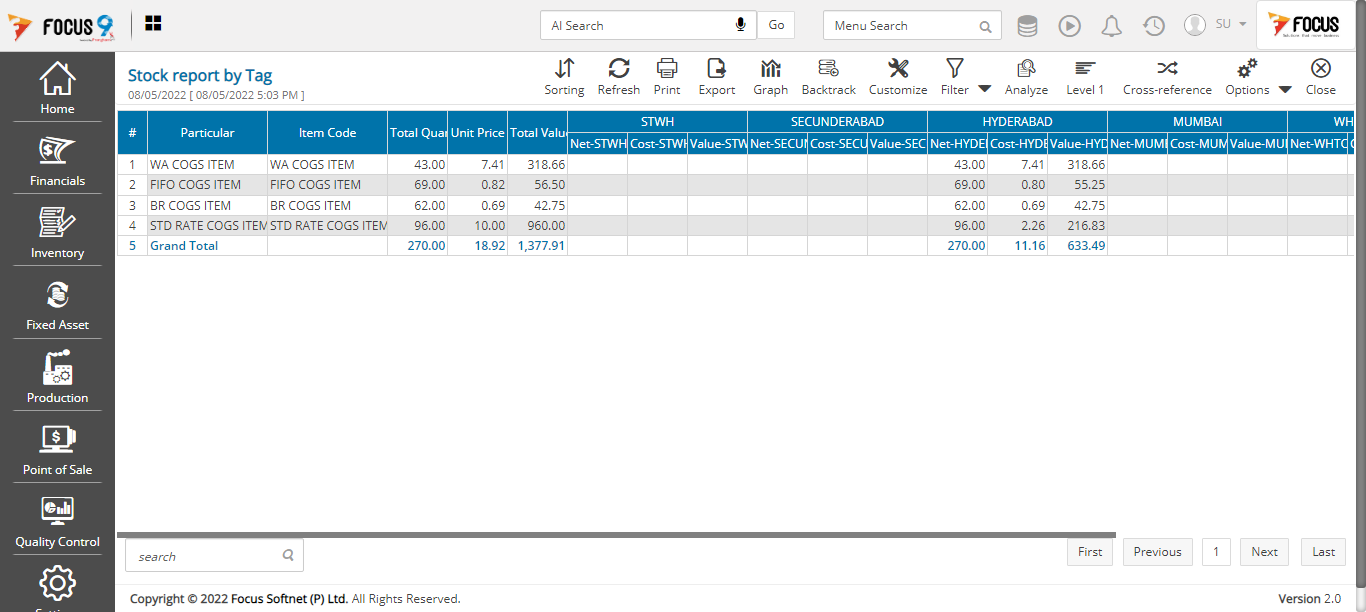 FOCUS 9
AI Search
Go
Menu Search
SU
FOCUS
Home
Financials
Inventory
Fixed Asset
Production
Point of Sale
Quality Control
Stock report by Tag
08/05/2022 [ 08/05/2022 5:03 PM ]
Sorting Refresh Print Export Graph Backtrack Customize Filter Analyze Level 1 Cross-reference Options Close
# Particular Item Code Total Quan Unit Price Total Value STWH SECUNDERABAD HYDERABAD MUMBAI WH
Net-STWH Cost-STWH Value-STW Net-SECUN Cost-SECU Value-SEC Net-HYDE Cost-HYDE Value-HYD Net-MUMB Cost-MUM Value-MUM Net-WHTC C
1 WA COGS ITEM WA COGS ITEM 43.00 7.41 318.66 43.00 7.41 318.66
2 FIFO COGS ITEM FIFO COGS ITEM 69.00 0.82 56.50 69.00 0.80 55.25
3 BR COGS ITEM BR COGS ITEM 62.00 0.69 42.75 62.00 0.69 42.75
4 STD RATE COGS ITEM STD RATE COGS ITEM 96.00 10.00 960.00 96.00 2.26 216.83
5 Grand Total 270.00 18.92 1,377.91 270.00 11.16 633.49
search
First Previous 1 Next Last
Copyright © 2022 Focus Softnet (P) Ltd. All Rights Reserved.
Version 2.0